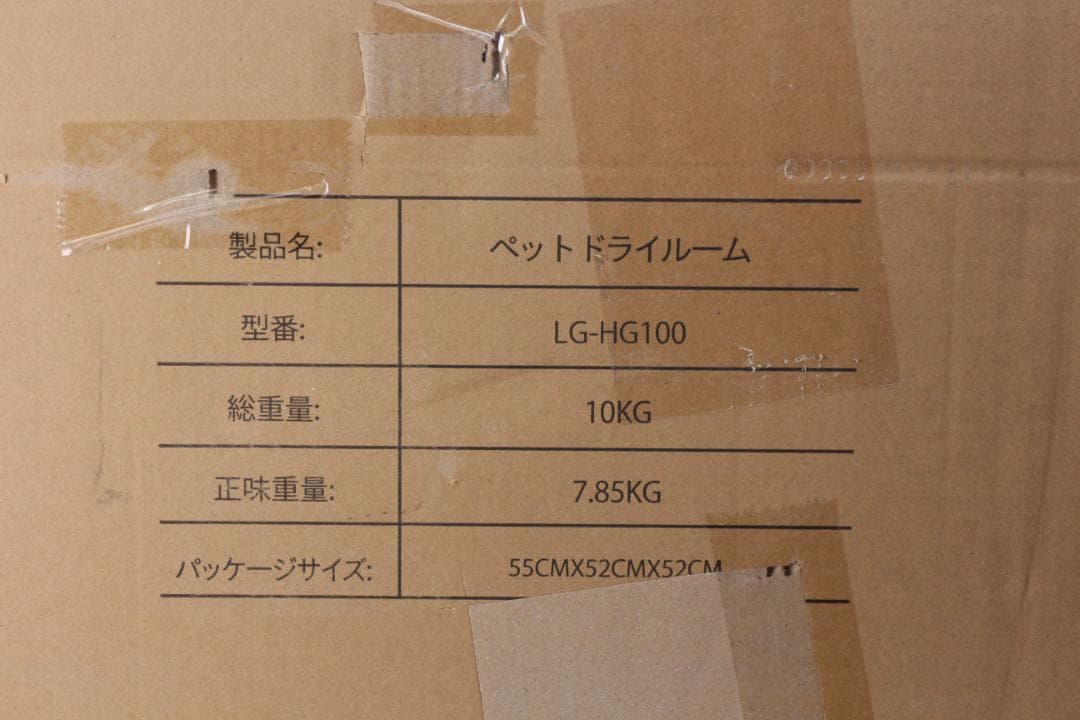 製品名: ペットドライルーム
型番: LG-HG100
総重量: 10KG
正味重量: 7.85KG
パッケージサイズ: 55CMX52CMX52CM